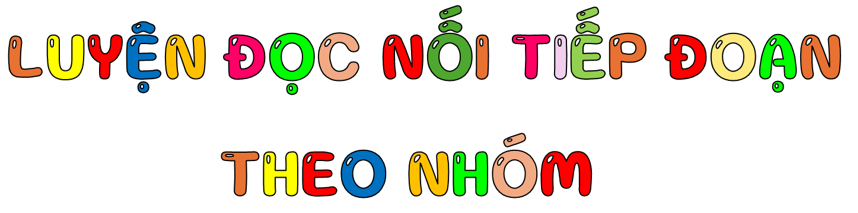 LUYỆN ĐỌC NỐI TIẾP ĐOẠN
THEO NHÓM